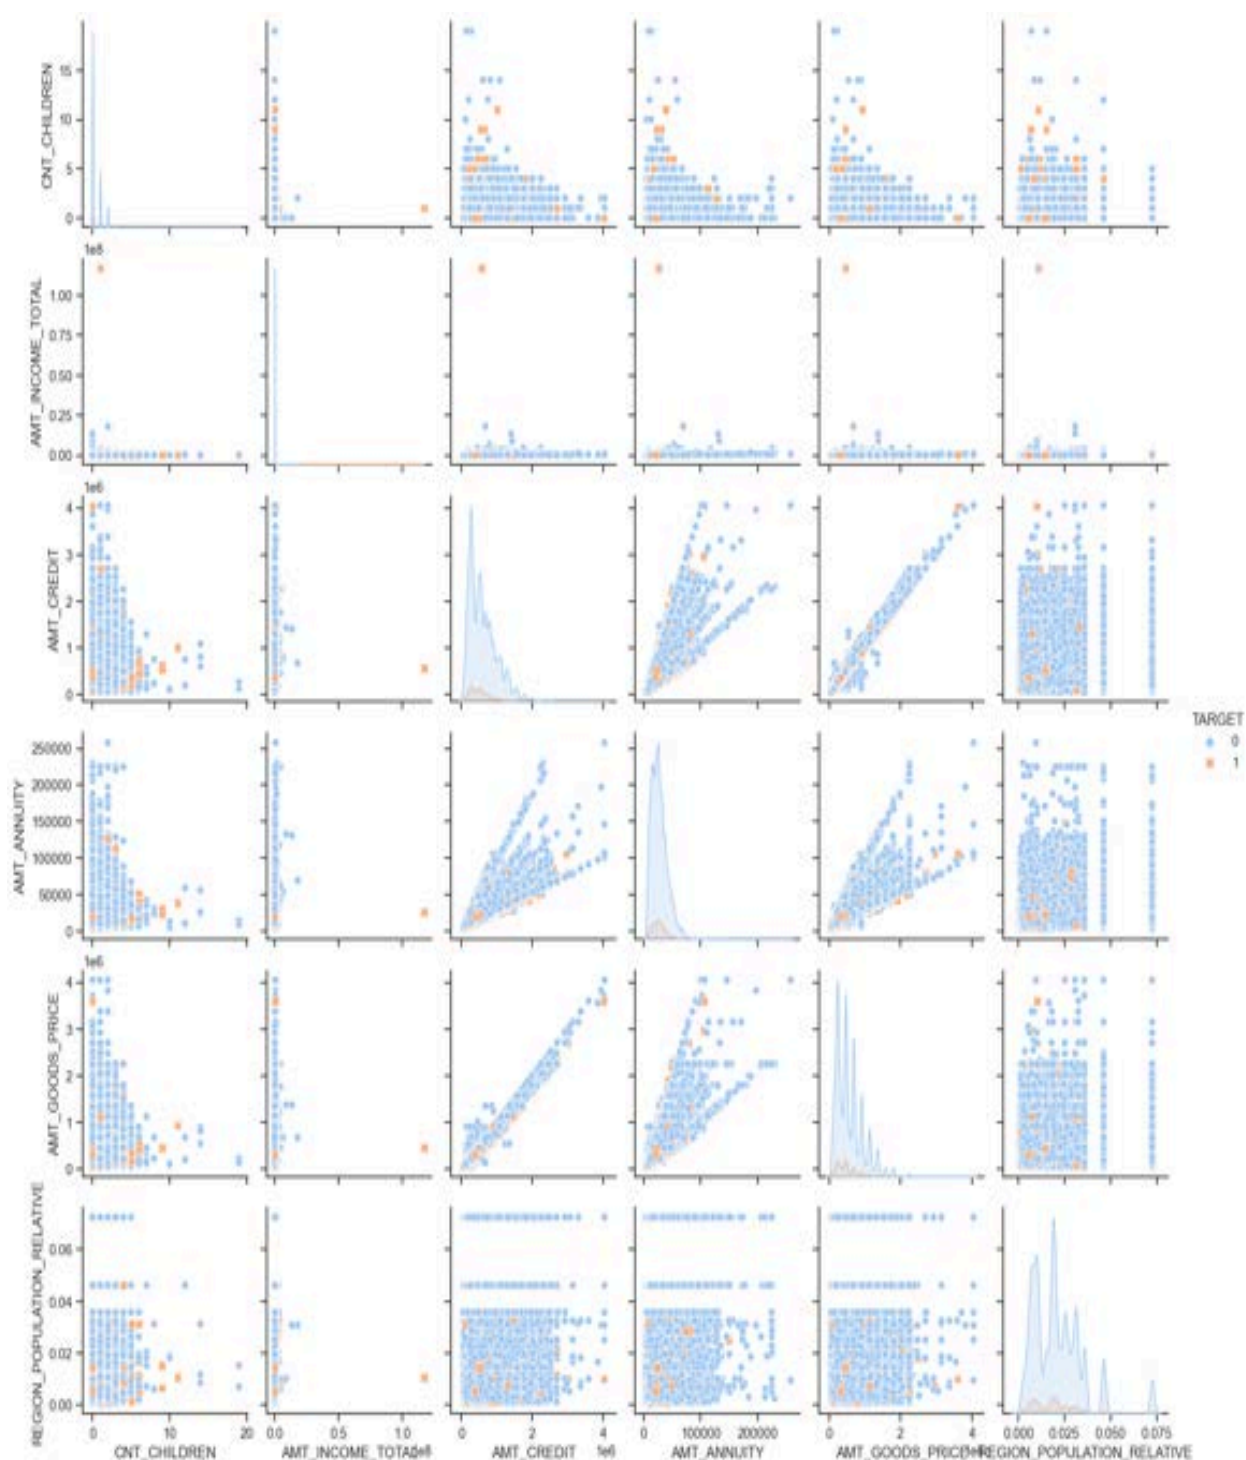 CNT_CHILDREN
15
10
5
0
1e8
AMT_INCOME_TOTAL
1.00
0.75
0.50
0.25
0.00
1e6
AMT_CREDIT
4
3
2
1
0
TARGET
0
1
AMT_ANNUITY
250000
200000
150000
100000
50000
0
1e6
AMT_GOODS_PRICE
4
3
2
1
0
REGION_POPULATION_RELATIVE
0.06
0.04
0.02
0.00
0 10 20 0.0 0.5 1.0 0 2 4 0 100000 200000 0 2 4 0.000 0.025 0.050 0.075
CNT_CHILDREN AMT_INCOME_TOTAL 1e8 AMT_CREDIT 1e6 AMT_ANNUITY AMT_GOODS_PRICE REGION_POPULATION_RELATIVE